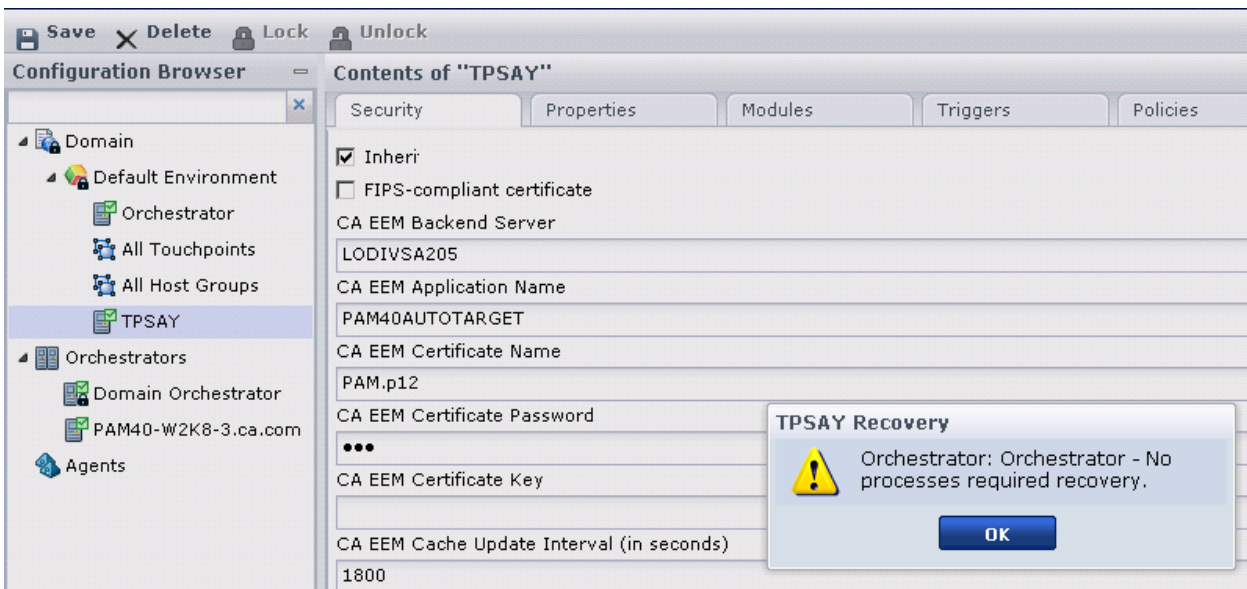 Save Delete Lock Unlock
Configuration Browser
Contents of "TPSAY"
Security Properties Modules Triggers Policies
Domain
Default Environment
Orchestrator
All Touchpoints
All Host Groups
TPSAY
Orchestrators
Domain Orchestrator
PAM40-W2K8-3.ca.com
Agents
Inheri
FIPS-compliant certificate
CA EEM Backend Server
LODIVSA205
CA EEM Application Name
PAM40AUTOTARGET
CA EEM Certificate Name
PAM.p12
CA EEM Certificate Password
●●●
CA EEM Certificate Key
CA EEM Cache Update Interval (in seconds)
1800
TPSAY Recovery
Orchestrator: Orchestrator - No
processes required recovery.
OK